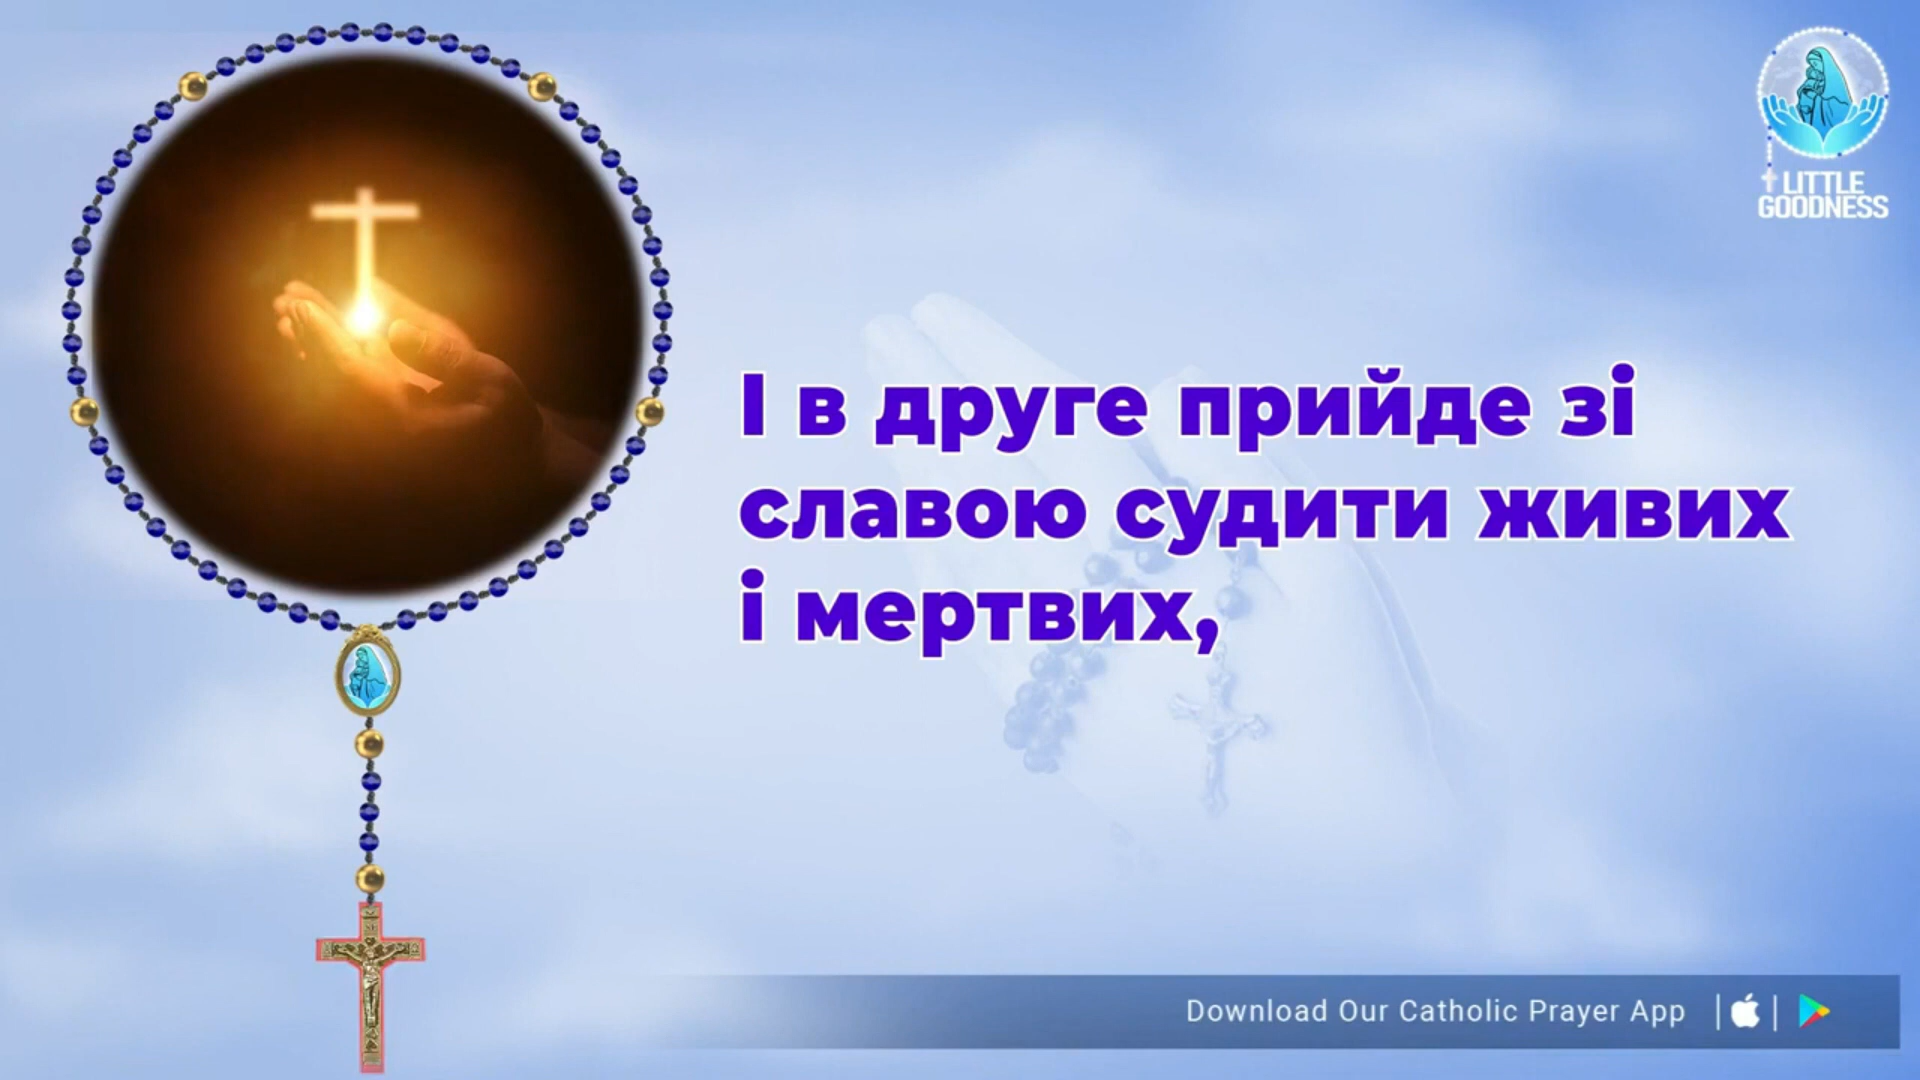 LITTLE
GOODNESS
І в друге прийде зі
славою судити живих
і мертвих,
Download Our Catholic Prayer App